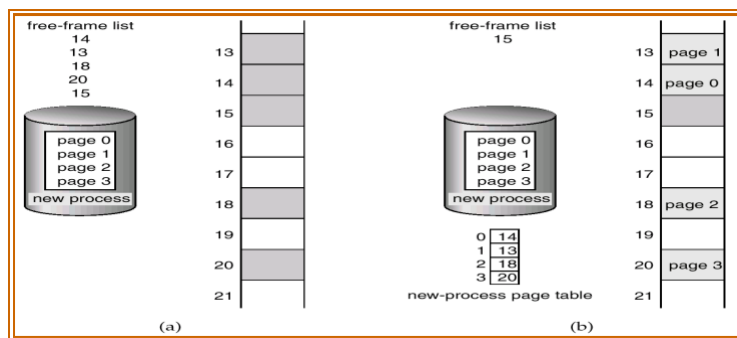 free-frame list
14
13
18
20
15
page 0
page 1
page 2
page 3
new process
13
14
15
16
17
18
19
20
21
(a)
free-frame list
15
page 0
page 1
page 2
page 3
new process
0 14
1 13
2 18
3 20
new-process page table
13 page 1
14 page 0
15
16
17
18 page 2
19
20 page 3
21
(b)